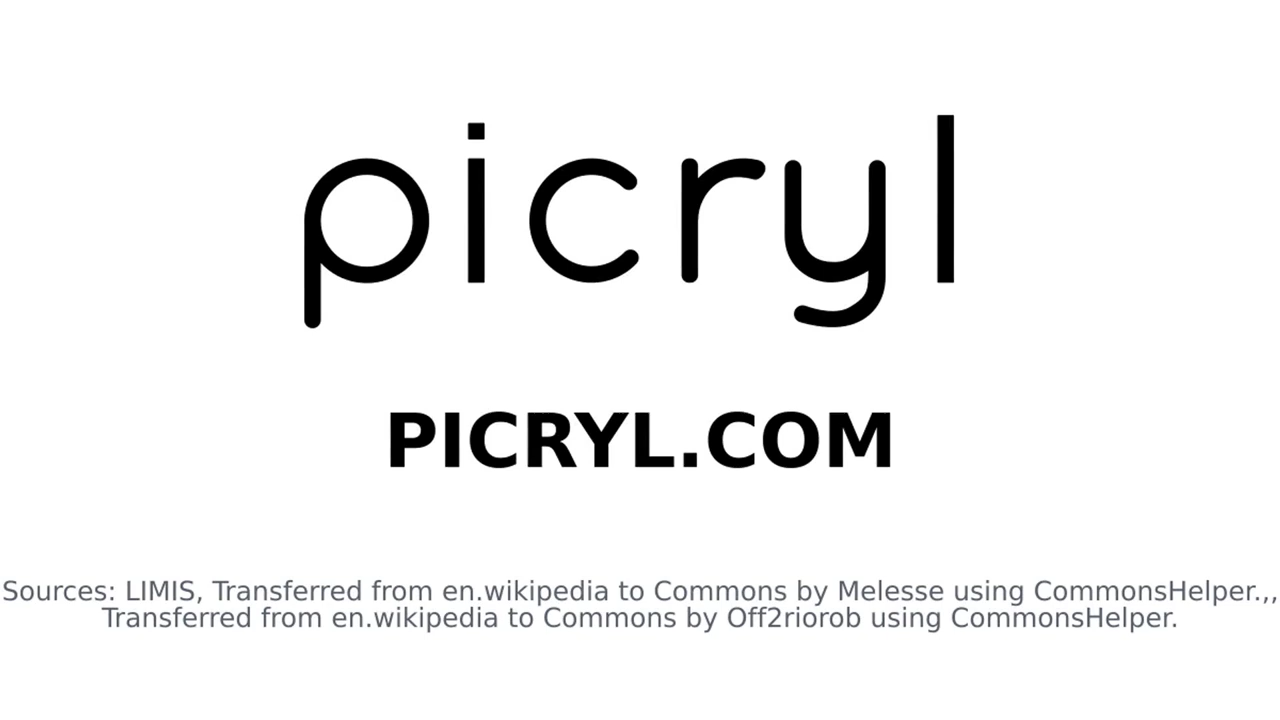 picryl
PICRYL.COM
Sources: LIMIS, Transferred from en.wikipedia to Commons by Melesse using CommonsHelper.,,
Transferred from en.wikipedia to Commons by Off2riorob using CommonsHelper.